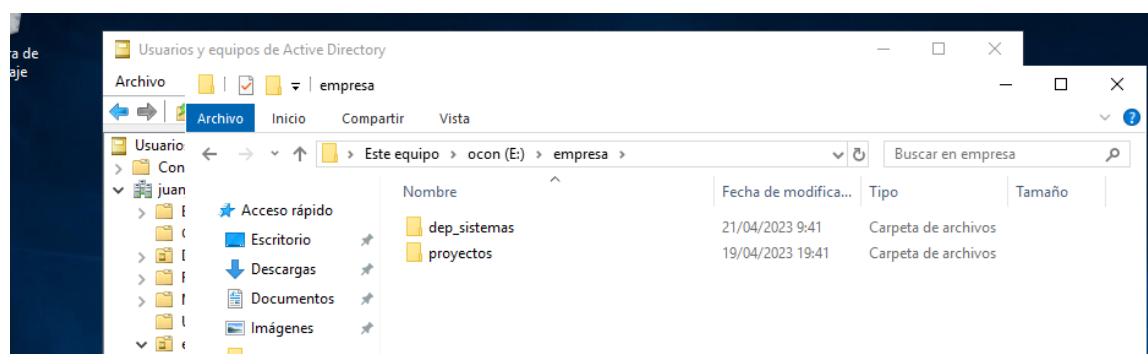 ra de
aje
Usuarios y equipos de Active Directory
Archivo
empresa
Archivo Inicio Compartir Vista
Usuario
Este equipo > ocon (E:) > empresa >
Buscar en empresa
Con
juan
Nombre Fecha de modifica... Tipo Tamaño
Acceso rápido
dep_sistemas 21/04/2023 9:41 Carpeta de archivos
Escritorio
proyectos 19/04/2023 19:41 Carpeta de archivos
Descargas
Documentos
Imágenes